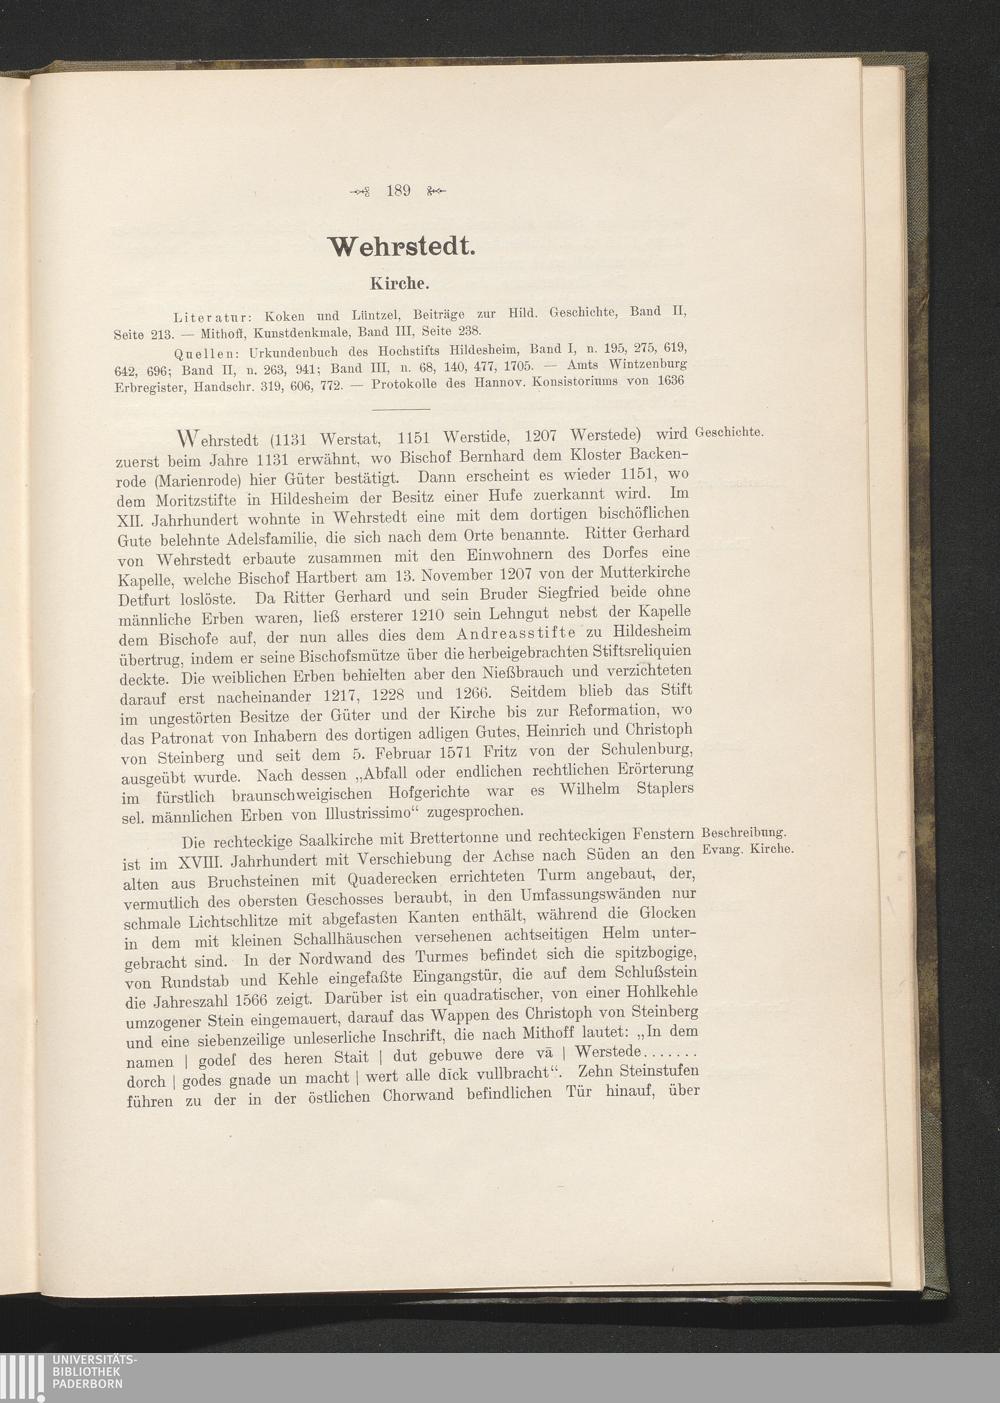 189
Wehrstedt.
Kirche.
Literatur: Koken und Lüntzel, Beiträge zur Hild. Geschichte, Band II,
Seite 213. — Mithoff, Kunstdenkmale, Band III, Seite 238.
Quellen: Urkundenbuch des Hochstifts Hildesheim, Band I, n. 195, 275, 619,
642, 696; Band II, n. 263, 941; Band III, n. 68, 140, 477, 1705. — Amts Wintzenburg
Erbregister, Handschr. 319, 606, 772. — Protokolle des Hannov. Konsistoriums von 1636
Wehrstedt (1131 Werstat, 1151 Werstide, 1207 Werstede) wird Geschichte.
zuerst beim Jahre 1131 erwähnt, wo Bischof Bernhard dem Kloster Backen-
rode (Marienrode) hier Güter bestätigt. Dann erscheint es wieder 1151, wo
dem Moritzstifte in Hildesheim der Besitz einer Hufe zuerkannt wird. Im
XII. Jahrhundert wohnte in Wehrstedt eine mit dem dortigen bischöflichen
Gute belehnte Adelsfamilie, die sich nach dem Orte benannte. Ritter Gerhard
von Wehrstedt erbaute zusammen mit den Einwohnern des Dorfes eine
Kapelle, welche Bischof Hartbert am 13. November 1207 von der Mutterkirche
Detfurt loslöste. Da Ritter Gerhard und sein Bruder Siegfried beide ohne
männliche Erben waren, ließ ersterer 1210 sein Lehngut nebst der Kapelle
dem Bischofe auf, der nun alles dies dem Andreasstifte zu Hildesheim
übertrug, indem er seine Bischofsmütze über die herbeigebrachten Stiftsreliquien
deckte. Die weiblichen Erben behielten aber den Nießbrauch und verzichteten
darauf erst nacheinander 1217, 1228 und 1266. Seitdem blieb das Stift
im ungestörten Besitze der Güter und der Kirche bis zur Reformation, wo
das Patronat von Inhabern des dortigen adligen Gutes, Heinrich und Christoph
von Steinberg und seit dem 5. Februar 1571 Fritz von der Schulenburg,
ausgeübt wurde. Nach dessen „Abfall oder endlichen rechtlichen Erörterung
im fürstlich braunschweigischen Hofgerichte war es Wilhelm Staplers
sel. männlichen Erben von Illustrissimo“ zugesprochen.
Die rechteckige Saalkirche mit Brettertonne und rechteckigen Fenstern Beschreibung.
ist im XVIII. Jahrhundert mit Verschiebung der Achse nach Süden an den Evang. Kirche.
alten aus Bruchsteinen mit Quaderecken errichteten Turm angebaut, der,
vermutlich des obersten Geschosses beraubt, in den Umfassungswänden nur
schmale Lichtschlitze mit abgefasten Kanten enthält, während die Glocken
in dem mit kleinen Schallhäuschen versehenen achtseitigen Helm unter-
gebracht sind. In der Nordwand des Turmes befindet sich die spitzbogige,
von Rundstab und Kehle eingefaßte Eingangstür, die auf dem Schlußstein
die Jahreszahl 1566 zeigt. Darüber ist ein quadratischer, von einer Hohlkehle
umzogener Stein eingemauert, darauf das Wappen des Christoph von Steinberg
und eine siebenzeilige unleserliche Inschrift, die nach Mithoff lautet: „In dem
namen | godef des heren Stait | dut gebuwe dere vā | Werstede.......
dorch | godes gnade un macht | wert alle dick vullbracht“. Zehn Steinstufen
führen zu der in der östlichen Chorwand befindlichen Tür hinauf, über
UNIVERSITÄTS-
BIBLIOTHEK
PADERBORN